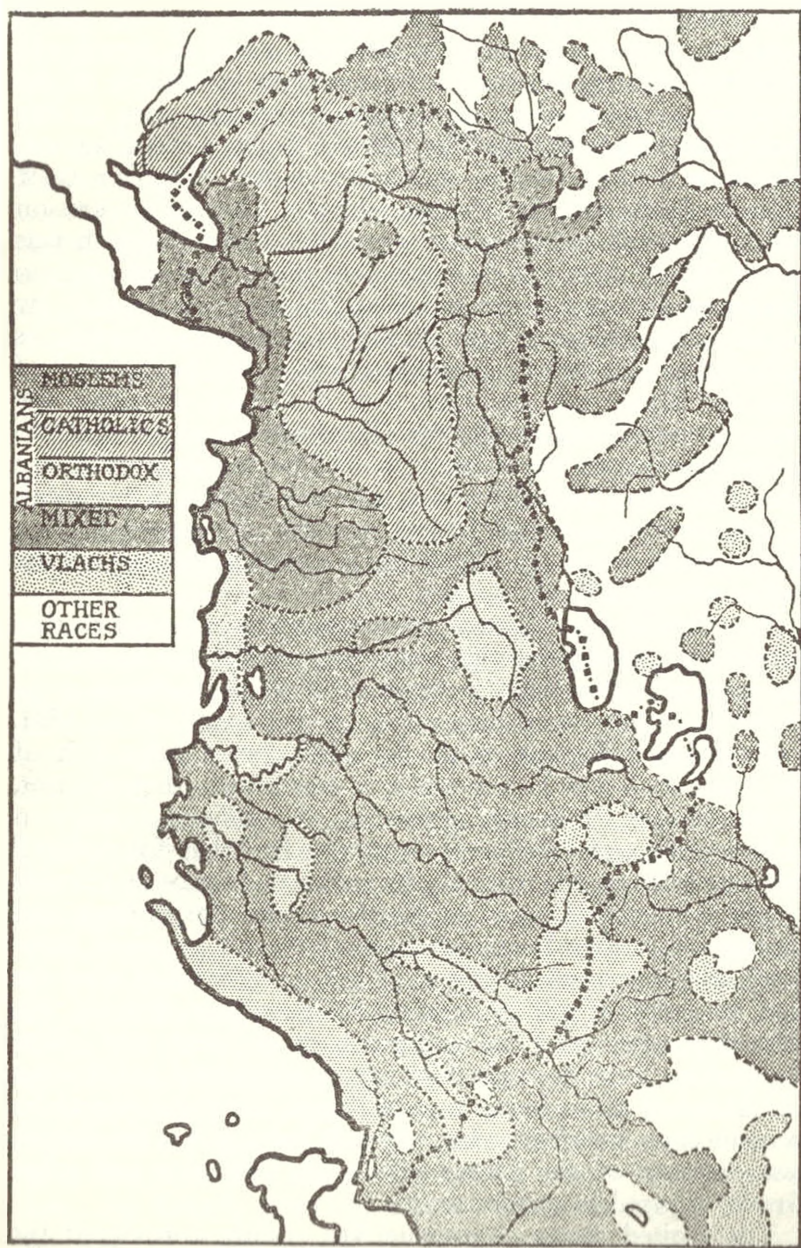 ALBANIANS
MOSLEMS
CATHOLICS
ORTHODOX
MIXED
VLACHS
OTHER
RACES